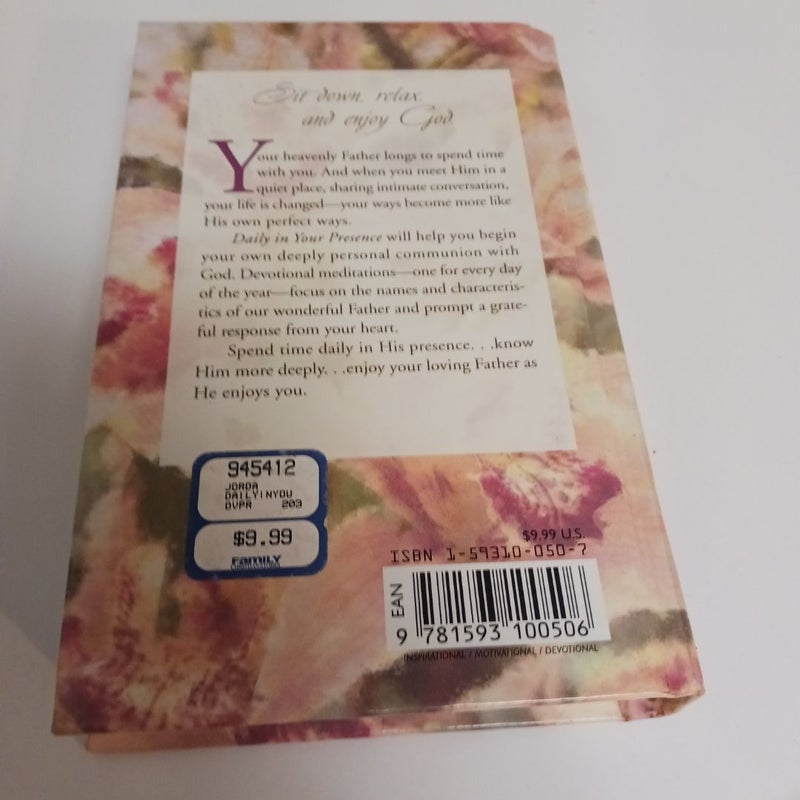 Sit down, relax,
and enjoy God
Your heavenly Father longs to spend time
with you. And when you meet Him in a
quiet place, sharing intimate conversation,
your life is changed—your ways become more like
His own perfect ways.
Daily in Your Presence will help you begin
your own deeply personal communion with
God. Devotional meditations—one for every day
of the year—focus on the names and characteris-
tics of our wonderful Father and prompt a grate-
ful response from your heart.
Spend time daily in His presence. . .know
Him more deeply. . .enjoy your loving Father as
He enjoys you.
945412
JORDA
DAILYINYOU
DVPR 203
$9.99
FAMILY
$9.99 U.S.
ISBN 1-59310-050-7
EAN
9 781593 100506
INSPIRATIONAL / MOTIVATIONAL / DEVOTIONAL